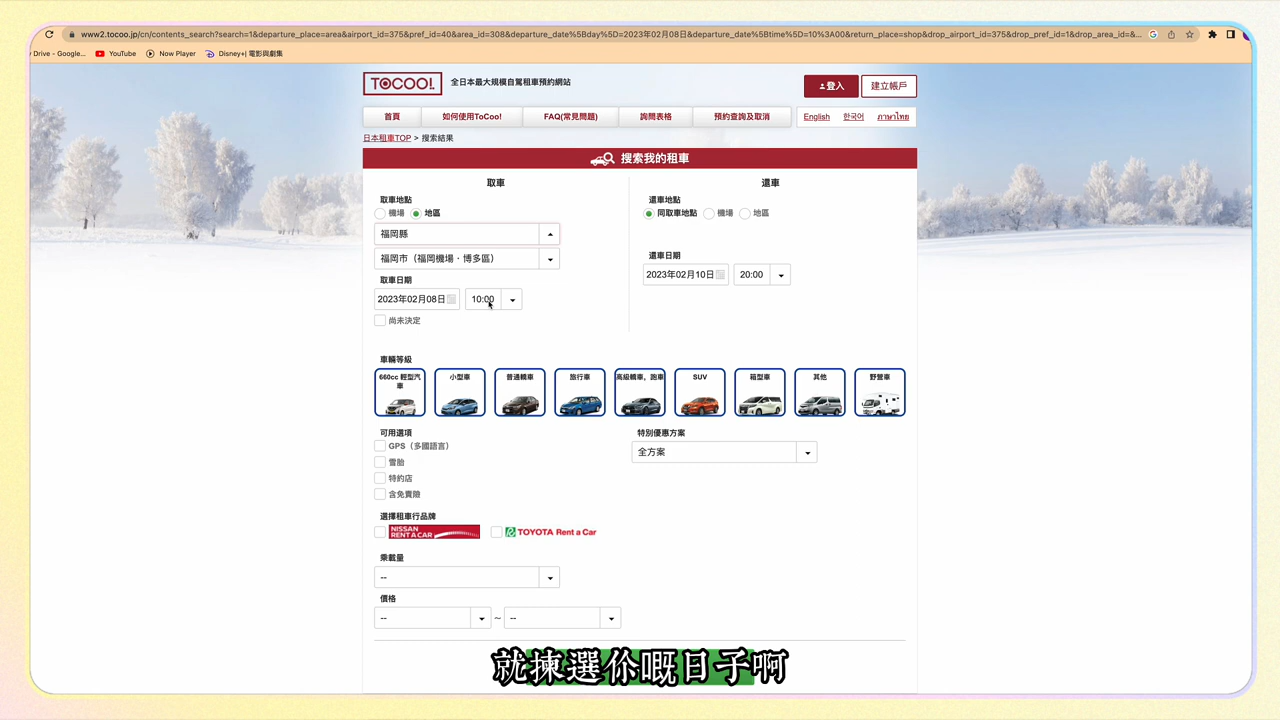 www2.tocoo.jp/cn/contents_search?search=1&departure_place=area&airport_id=375&pref_id=40&area_id=308&departure_date%5bday%5D=2023年02月08日&departure_date%5btime%5D=10%3A00&return_place=shop&drop_airport_id=375&drop_pref_id=1&drop_area_id=&...
Drive - Google... YouTube Now Player Disney+| 電影與劇集
TOCOO! 全日本最大規模自駕租車預約網站 登入 建立帳戶
首頁 如何使用ToCoo! FAQ(常見問題) 詢問表格 預約查詢及取消 English 한국어 ภาษาไทย
日本租車TOP > 搜索結果
搜索我的租車
取車 還車
取車地點 還車地點
機場 地區 同取車地點 機場 地區
福岡縣
福岡市（福岡機場・博多區）
還車日期
2023年02月10日 20:00
取車日期
2023年02月08日 10:00
尚未決定
車輛等級
660cc 輕型汽車 小型車 普通轎車 旅行車 高級轎車，跑車 SUV 箱型車 其他 野營車
可用選項 特別優惠方案
GPS（多國語言） 全方案
雪胎
特約店
含免責險
選擇租車行品牌
NISSAN RENT A CAR TOYOTA Rent a Car
乘載量
--
價格
-- ~ --
就揀選你嘅日子啊